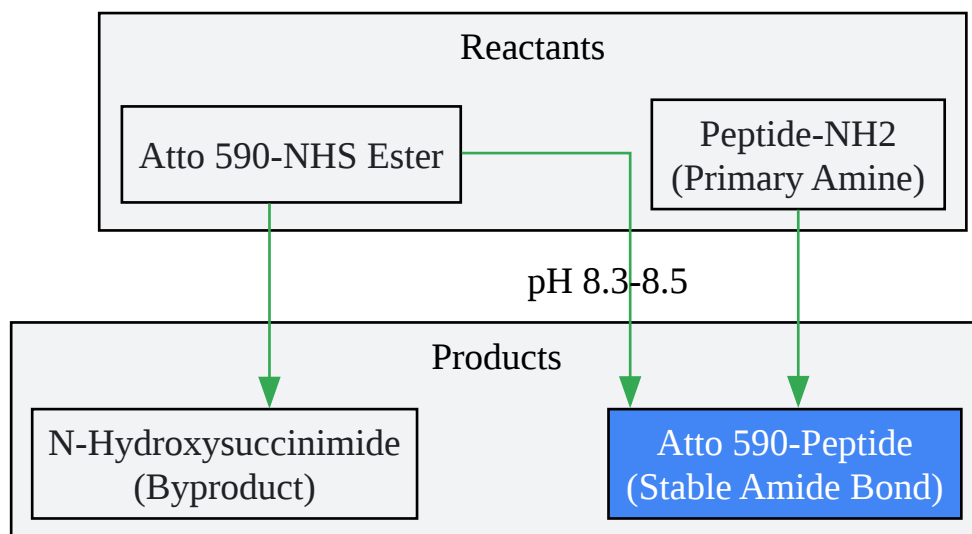 Reactants
Atto 590-NHS Ester
Peptide-NH2
(Primary Amine)
pH 8.3-8.5
Products
N-Hydroxysuccinimide
(Byproduct)
Atto 590-Peptide
(Stable Amide Bond)